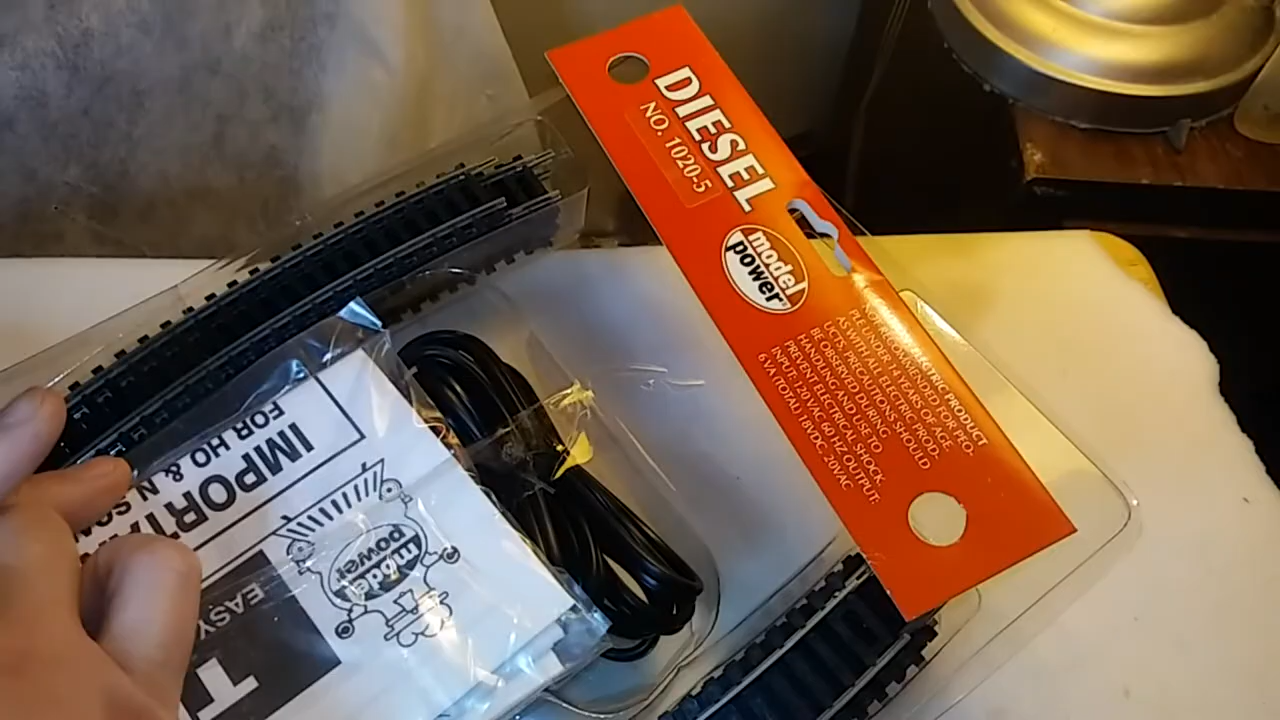 DIESEL
NO. 1020-5
model
power
ELECTRIC PRODUCT
NOT RECOMMENDED FOR PEO-
PLE UNDER 14 YEARS OF AGE
AS WITH ALL ELECTRIC PROD-
UCTS, PRECAUTIONS SHOULD
BE OBSERVED DURING
HANDLING AND USE TO
PREVENT ELECTRICAL SHOCK.
INPUT: 120 VAC 60 HZ OUTPUT:
6 VA (TOTAL) 18VDC, 20VAC
FOR HO & N
model
power
EASY